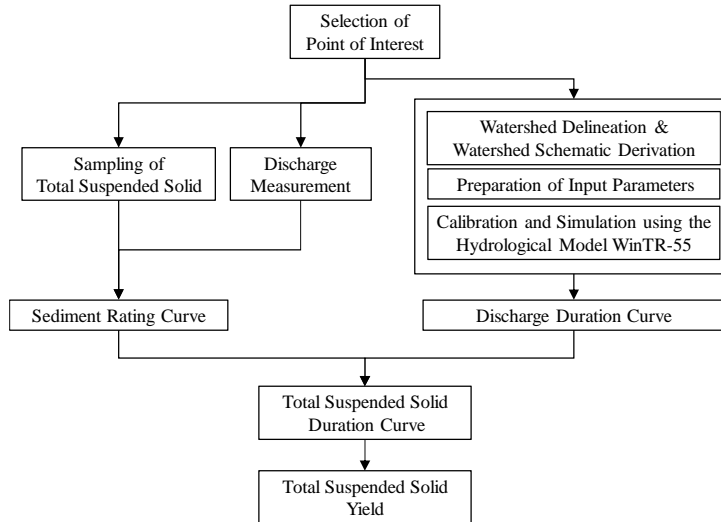 Selection of
Point of Interest
Sampling of
Total Suspended Solid
Discharge
Measurement
Watershed Delineation &
Watershed Schematic Derivation
Preparation of Input Parameters
Calibration and Simulation using the
Hydrological Model WinTR-55
Sediment Rating Curve
Discharge Duration Curve
Total Suspended Solid
Duration Curve
Total Suspended Solid
Yield